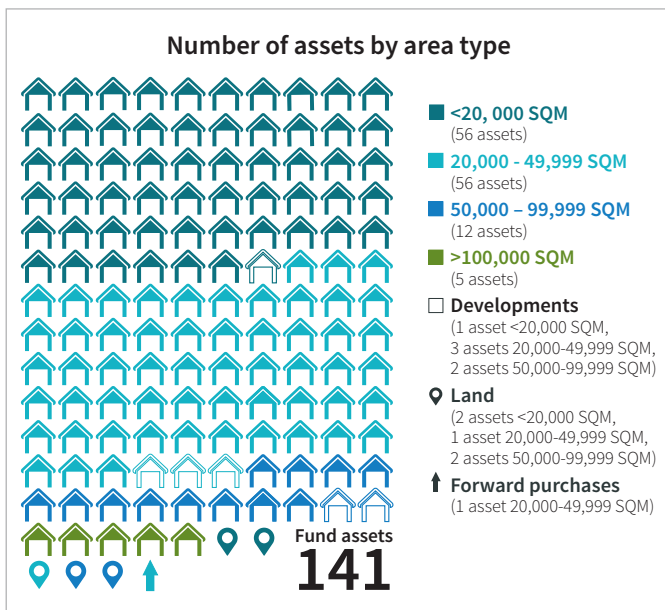 Number of assets by area type
<20, 000 SQM
(56 assets)
20,000 - 49,999 SQM
(56 assets)
50,000 – 99,999 SQM
(12 assets)
>100,000 SQM
(5 assets)
Developments
(1 asset <20,000 SQM,
3 assets 20,000-49,999 SQM,
2 assets 50,000-99,999 SQM)
Land
(2 assets <20,000 SQM,
1 asset 20,000-49,999 SQM,
2 assets 50,000-99,999 SQM)
Forward purchases
(1 asset 20,000-49,999 SQM)
Fund assets
141